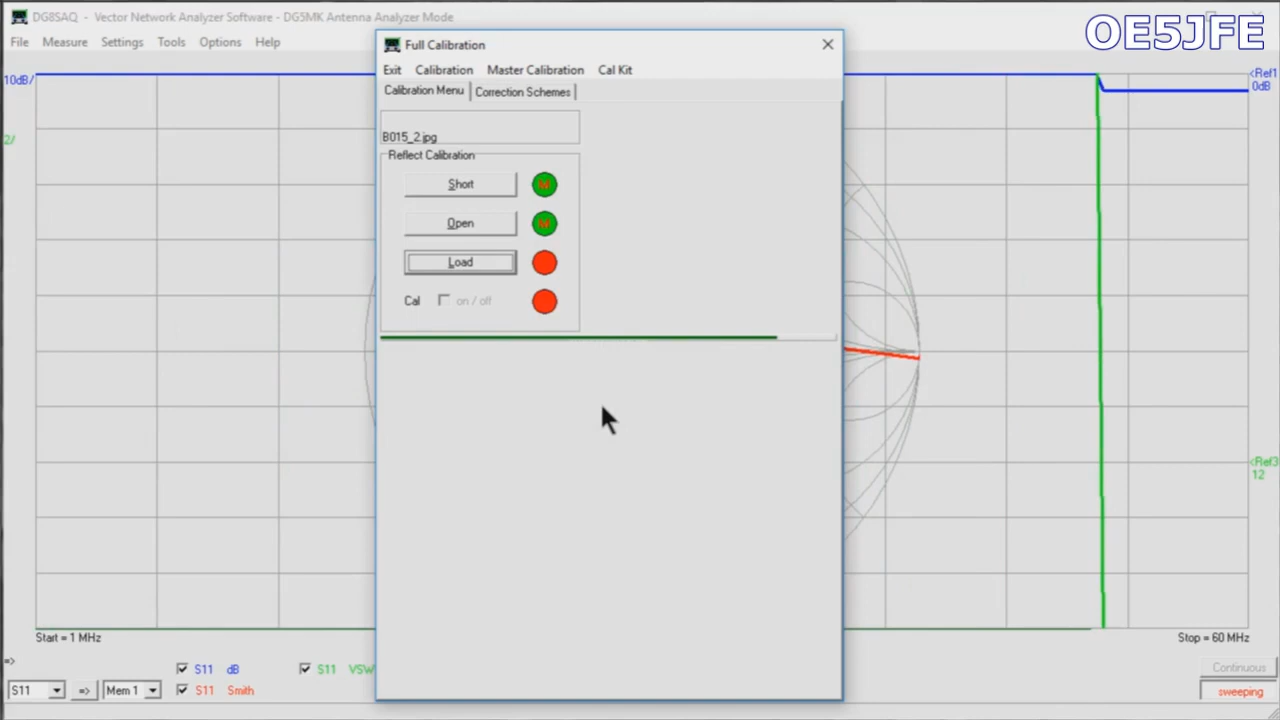 DG8SAQ - Vector Network Analyzer Software - DG5MK Antenna Analyzer Mode
OE5JFE
File Measure Settings Tools Options Help
Full Calibration
Exit Calibration Master Calibration Cal Kit
Calibration Menu Correction Schemes
10dB/
<Ref1
0dB
2/
B015_2.jpg
Reflect Calibration
Short
Open
Load
Cal on / off
<Ref3
12
Start = 1 MHz
Stop = 60 MHz
=>
S11 dB
S11 VSW
Continuous
S11
=>
Mem 1
S11 Smith
sweeping